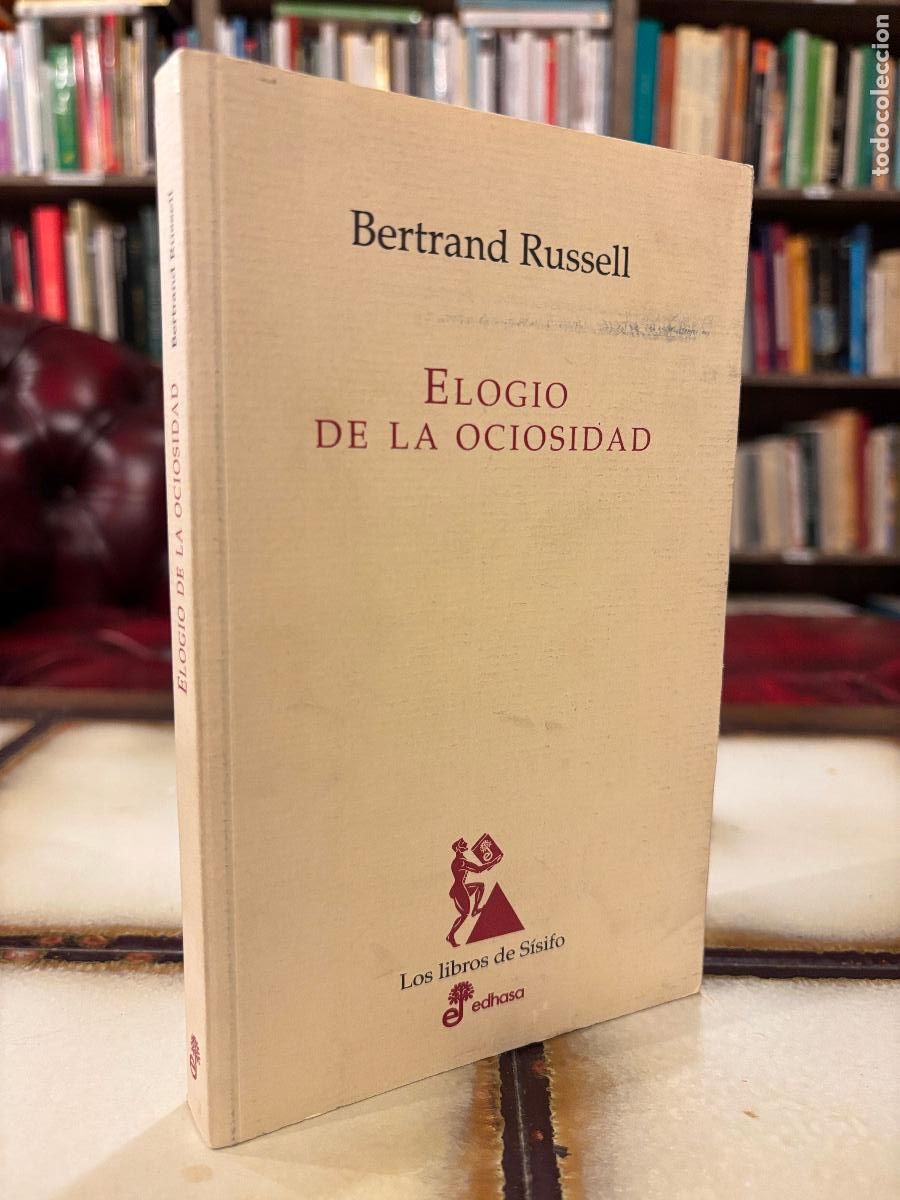 Bertrand Russell
ELOGIO
DE LA OCIOSIDAD
Los libros de Sísifo
edhasa
Bertrand Russell
ELOGIO DE LA OCIOSIDAD
todocoleccion